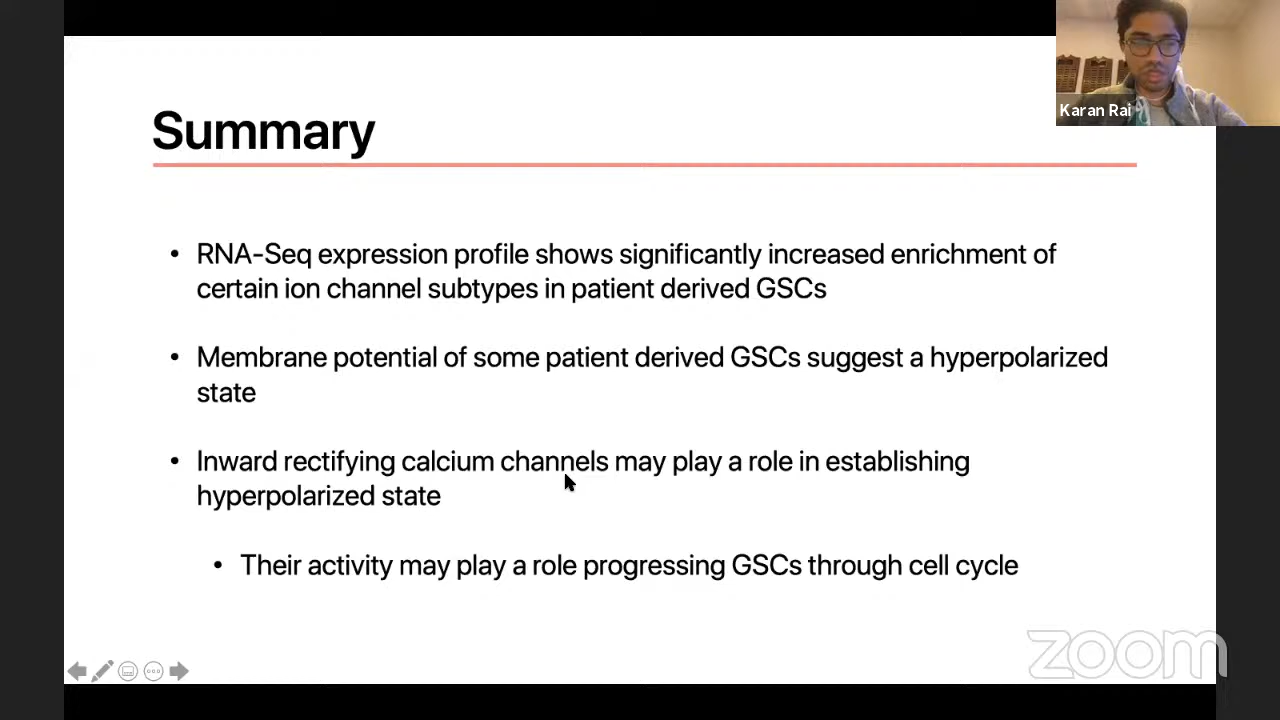 Karan Rai
Summary
• RNA-Seq expression profile shows significantly increased enrichment of
certain ion channel subtypes in patient derived GSCs
• Membrane potential of some patient derived GSCs suggest a hyperpolarized
state
• Inward rectifying calcium channels may play a role in establishing
hyperpolarized state
• Their activity may play a role progressing GSCs through cell cycle
zoom